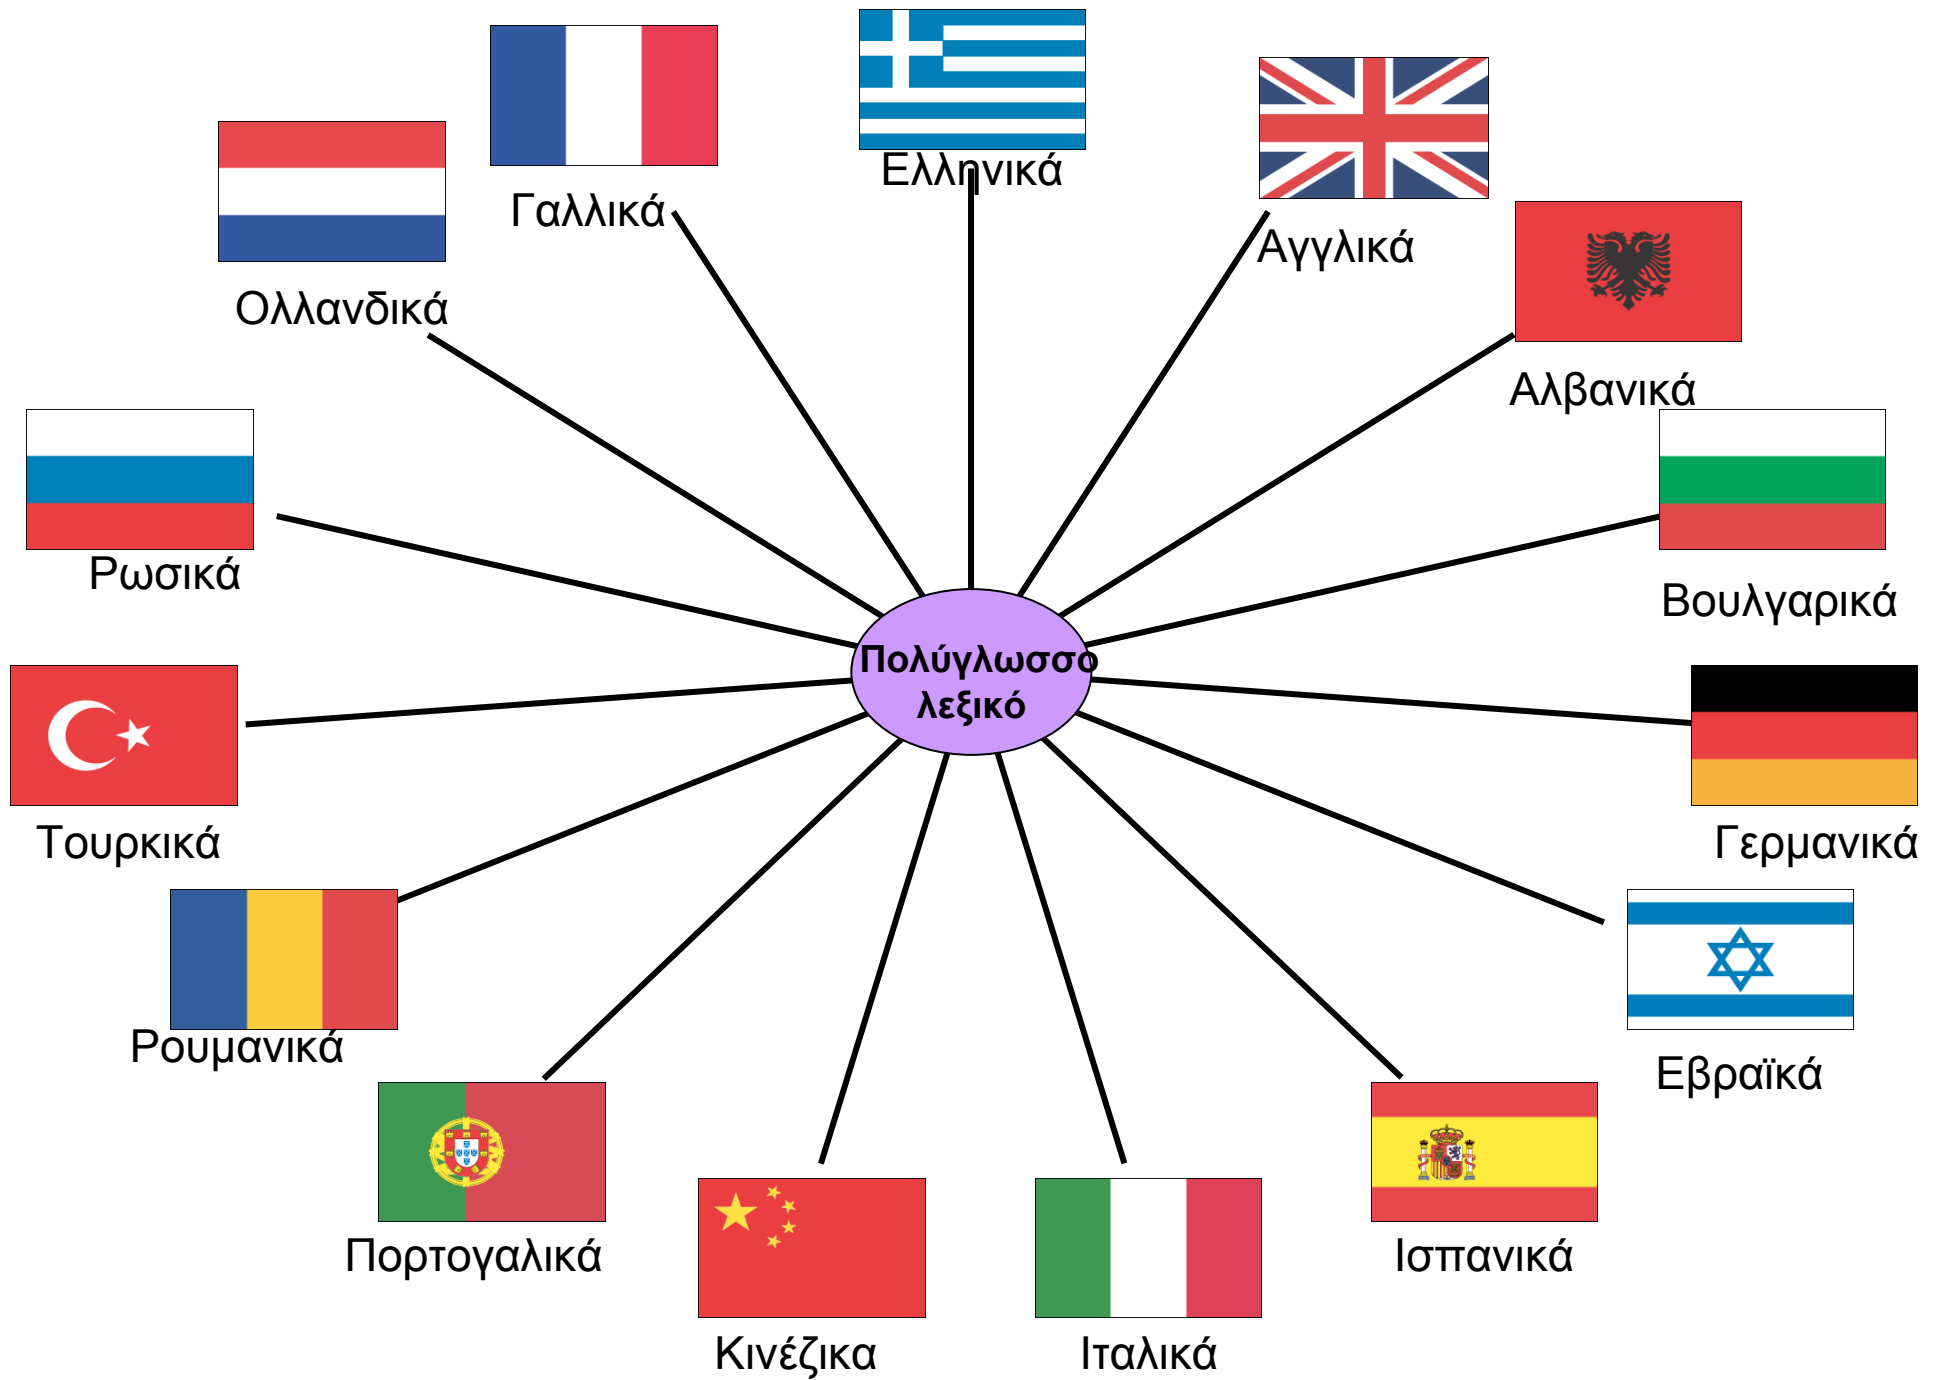 Ελληνικά
Γαλλικά
Αγγλικά
Ολλανδικά
Αλβανικά
Ρωσικά
Βουλγαρικά
Πολύγλωσσο
λεξικό
Τουρκικά
Γερμανικά
Ρουμανικά
Εβραϊκά
Πορτογαλικά
Ισπανικά
Κινέζικα
Ιταλικά